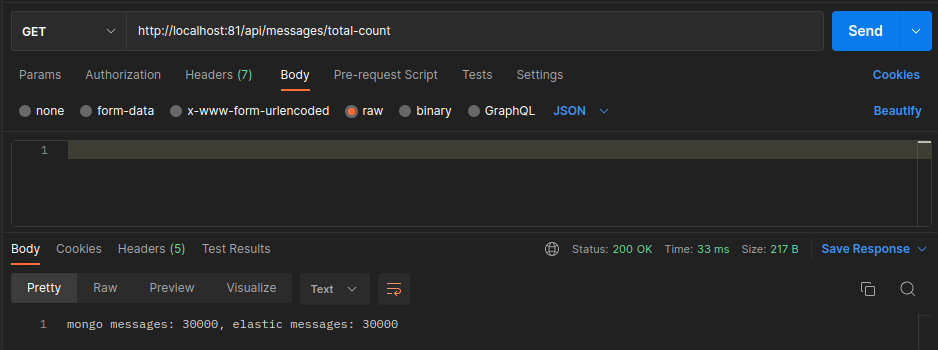 GET http://localhost:81/api/messages/total-count Send
Params Authorization Headers (7) Body Pre-request Script Tests Settings Cookies
none form-data x-www-form-urlencoded raw binary GraphQL JSON Beautify
1
Body Cookies Headers (5) Test Results Status: 200 OK Time: 33 ms Size: 217 B Save Response
Pretty Raw Preview Visualize Text
1 mongo messages: 30000, elastic messages: 30000